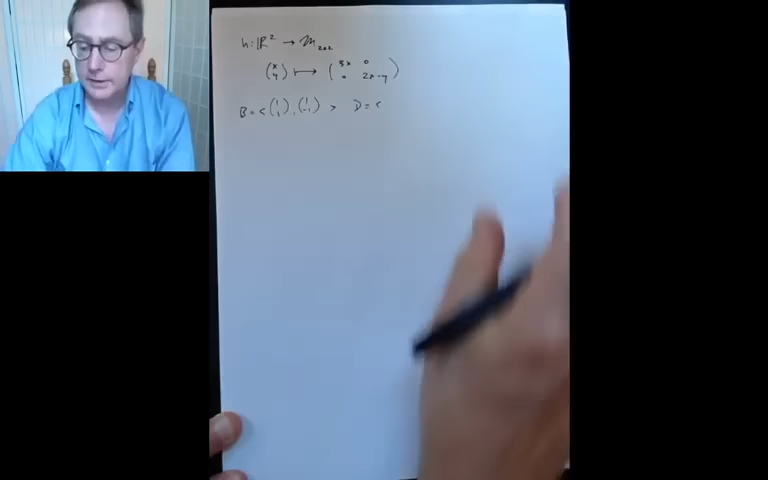 h: ℝ² → M₂ₓ₂
(x y) ↦ (3x 0 0 2x-y)
B = < (1 1), (1 -1) > D = <